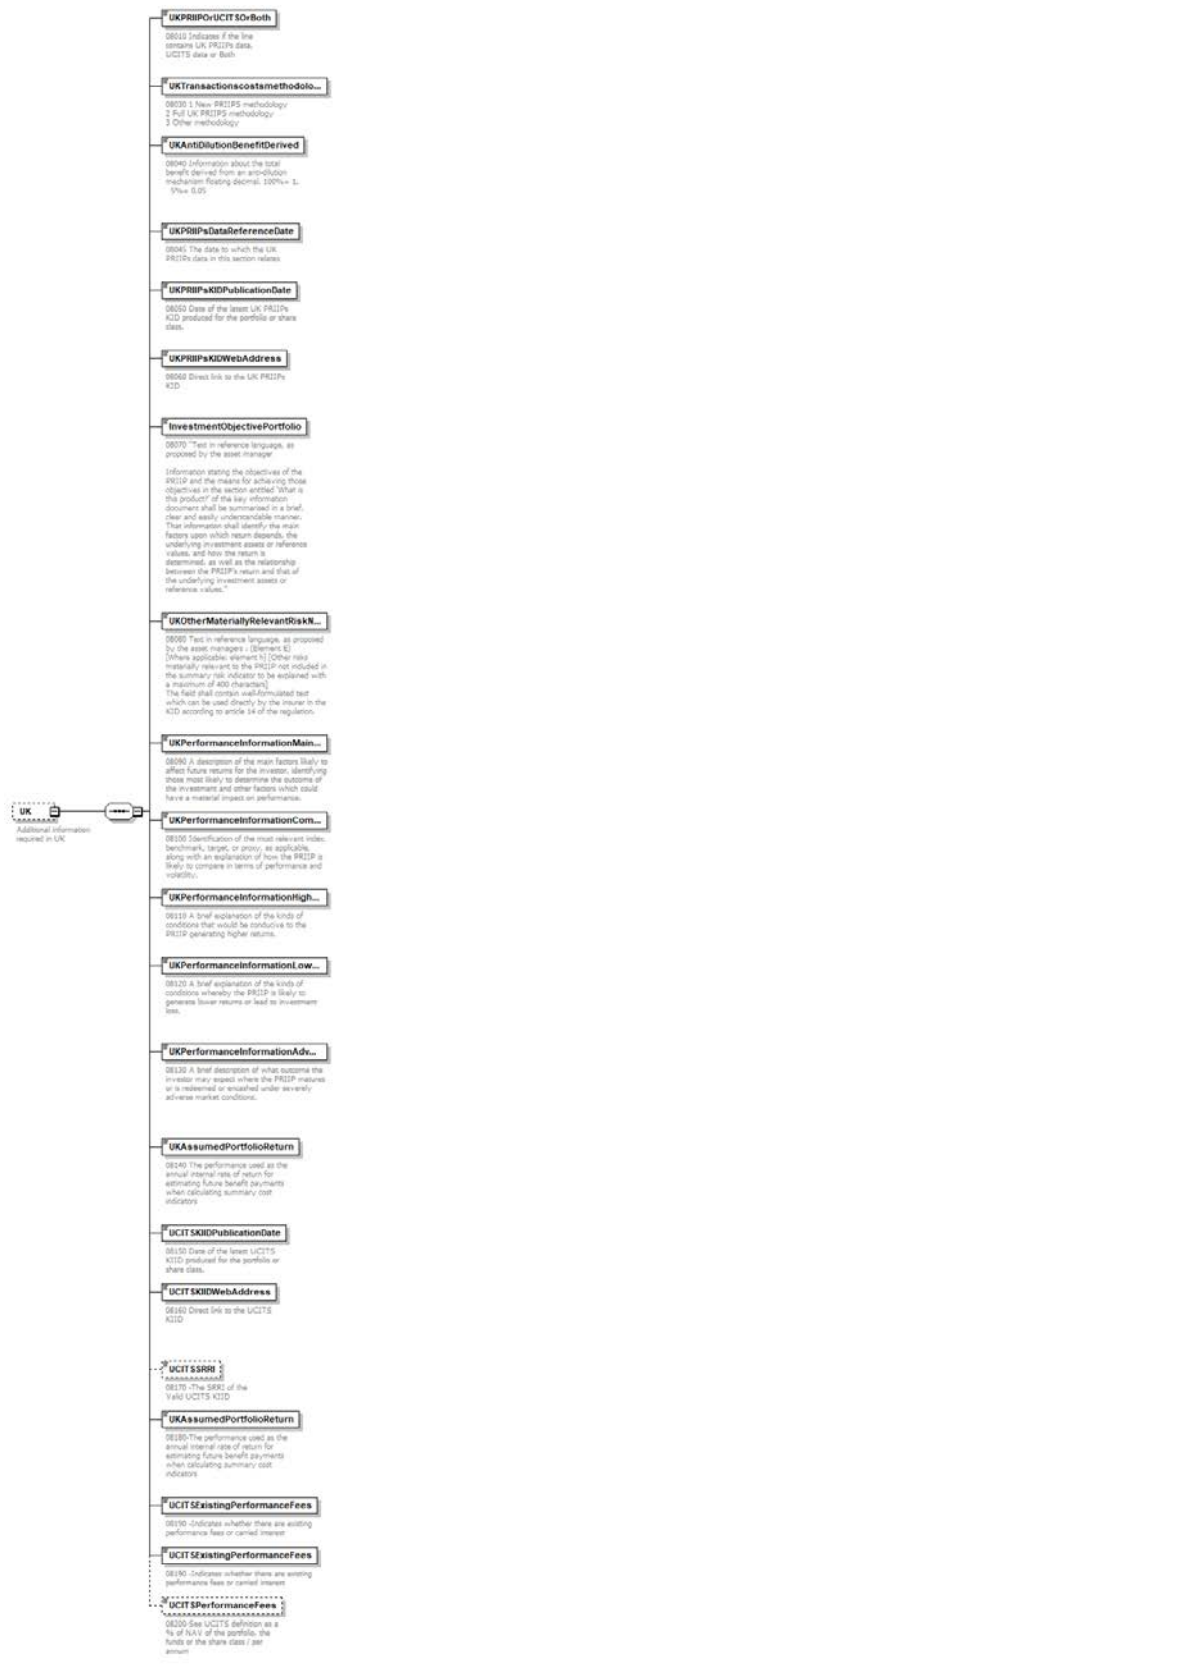 UKPRIIPOrUCITSOrBoth
08010 Indicates if the line
contains UK PRIIPs data,
UCITS data or Both
UKTransactionscostsmethodolo...
08030 1 New PRIIPS methodology
2 Full UK PRIIPS methodology
3 Other methodology
UKAntiDilutionBenefitDerived
08040 Information about the total
benefit derived from an anti-dilution
mechanism floating decimal. 100%= 1,
5%= 0.05
UKPRIIPsDataReferenceDate
08045 The date to which the UK
PRIIPs data in this section relates
UKPRIIPsKIDPublicationDate
08050 Date of the latest UK PRIIPs
KID produced for the portfolio or share
class.
UKPRIIPsKIDWebAddress
08060 Direct link to the UK PRIIPs
KID
InvestmentObjectivePortfolio
08070 "Text in reference language, as
proposed by the asset manager
Information stating the objectives of the
PRIIP and the means for achieving those
objectives in the section entitled 'What is
this product?' of the key information
document shall be summarised in a brief,
clear and easily understandable manner.
That information shall identify the main
factors upon which return depends, the
underlying investment assets or reference
values, and how the return is
determined, as well as the relationship
between the PRIIP's return and that of
the underlying investment assets or
reference values."
UKOtherMateriallyRelevantRiskN...
08080 Text in reference language, as proposed
by the asset managers : (Element E)
[Where applicable: element h] [Other risks
materially relevant to the PRIIP not included in
the summary risk indicator to be explained with
a maximum of 400 characters]
The field shall contain well-formulated text
which can be used directly by the insurer in the
KID according to article 14 of the regulation.
UKPerformanceInformationMain...
08090 A description of the main factors likely to
affect future returns for the investor, identifying
those most likely to determine the outcome of
the investment and other factors which could
have a material impact on performance.
UK
Additional information
required in UK
UKPerformanceInformationCom...
08100 Identification of the most relevant index,
benchmark, target, or proxy, as applicable,
along with an explanation of how the PRIIP is
likely to compare in terms of performance and
volatility.
UKPerformanceInformationHigh...
08110 A brief explanation of the kinds of
conditions that would be conducive to the
PRIIP generating higher returns.
UKPerformanceInformationLow...
08120 A brief explanation of the kinds of
conditions whereby the PRIIP is likely to
generate lower returns or lead to investment
loss.
UKPerformanceInformationAdv...
08130 A brief description of what outcome the
investor may expect where the PRIIP matures
or is redeemed or encashed under severely
adverse market conditions.
UKAssumedPortfolioReturn
08140 The performance used as the
annual internal rate of return for
estimating future benefit payments
when calculating summary cost
indicators
UCITSKIIDPublicationDate
08150 Date of the latest UCITS
KIID produced for the portfolio or
share class.
UCITSKIIDWebAddress
08160 Direct link to the UCITS
KIID
UCITSSRRI
08170 -The SRRI of the
Valid UCITS KIID
UKAssumedPortfolioReturn
08180-The performance used as the
annual internal rate of return for
estimating future benefit payments
when calculating summary cost
indicators
UCITSExistingPerformanceFees
08190 -Indicates whether there are existing
performance fees or carried interest
UCITSExistingPerformanceFees
08190 -Indicates whether there are existing
performance fees or carried interest
UCITSPerformanceFees
08200-See UCITS definition as a
% of NAV of the portfolio, the
funds or the share class / per
annum